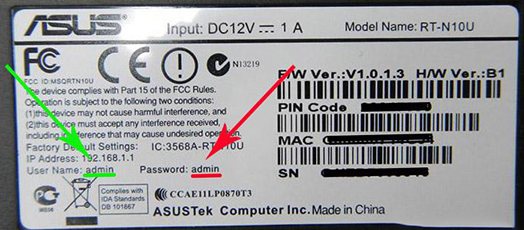 ASUS Input: DC12V ⎓ 1 A Model Name: RT-N10U
FC CE N13219
FCC ID:MSQRTN10U
The device complies with Part 15 of the FCC Rules.
Operation is subject to the following two conditions:
(1)this device may not cause harmful interference, and
(2)this device must accept any interference received,
including interference that may cause undesired operation.
Factory Default Settings: IC:3568A-RT-N10U
IP Address: 192.168.1.1
User Name: admin Password: admin
F/W Ver.:V1.0.1.3 H/W Ver.:B1
PIN Code
MAC
SN
Complies with
IDA Standards
DB 101867
CCAE11LP0870T3
ASUSTek Computer Inc. Made in China